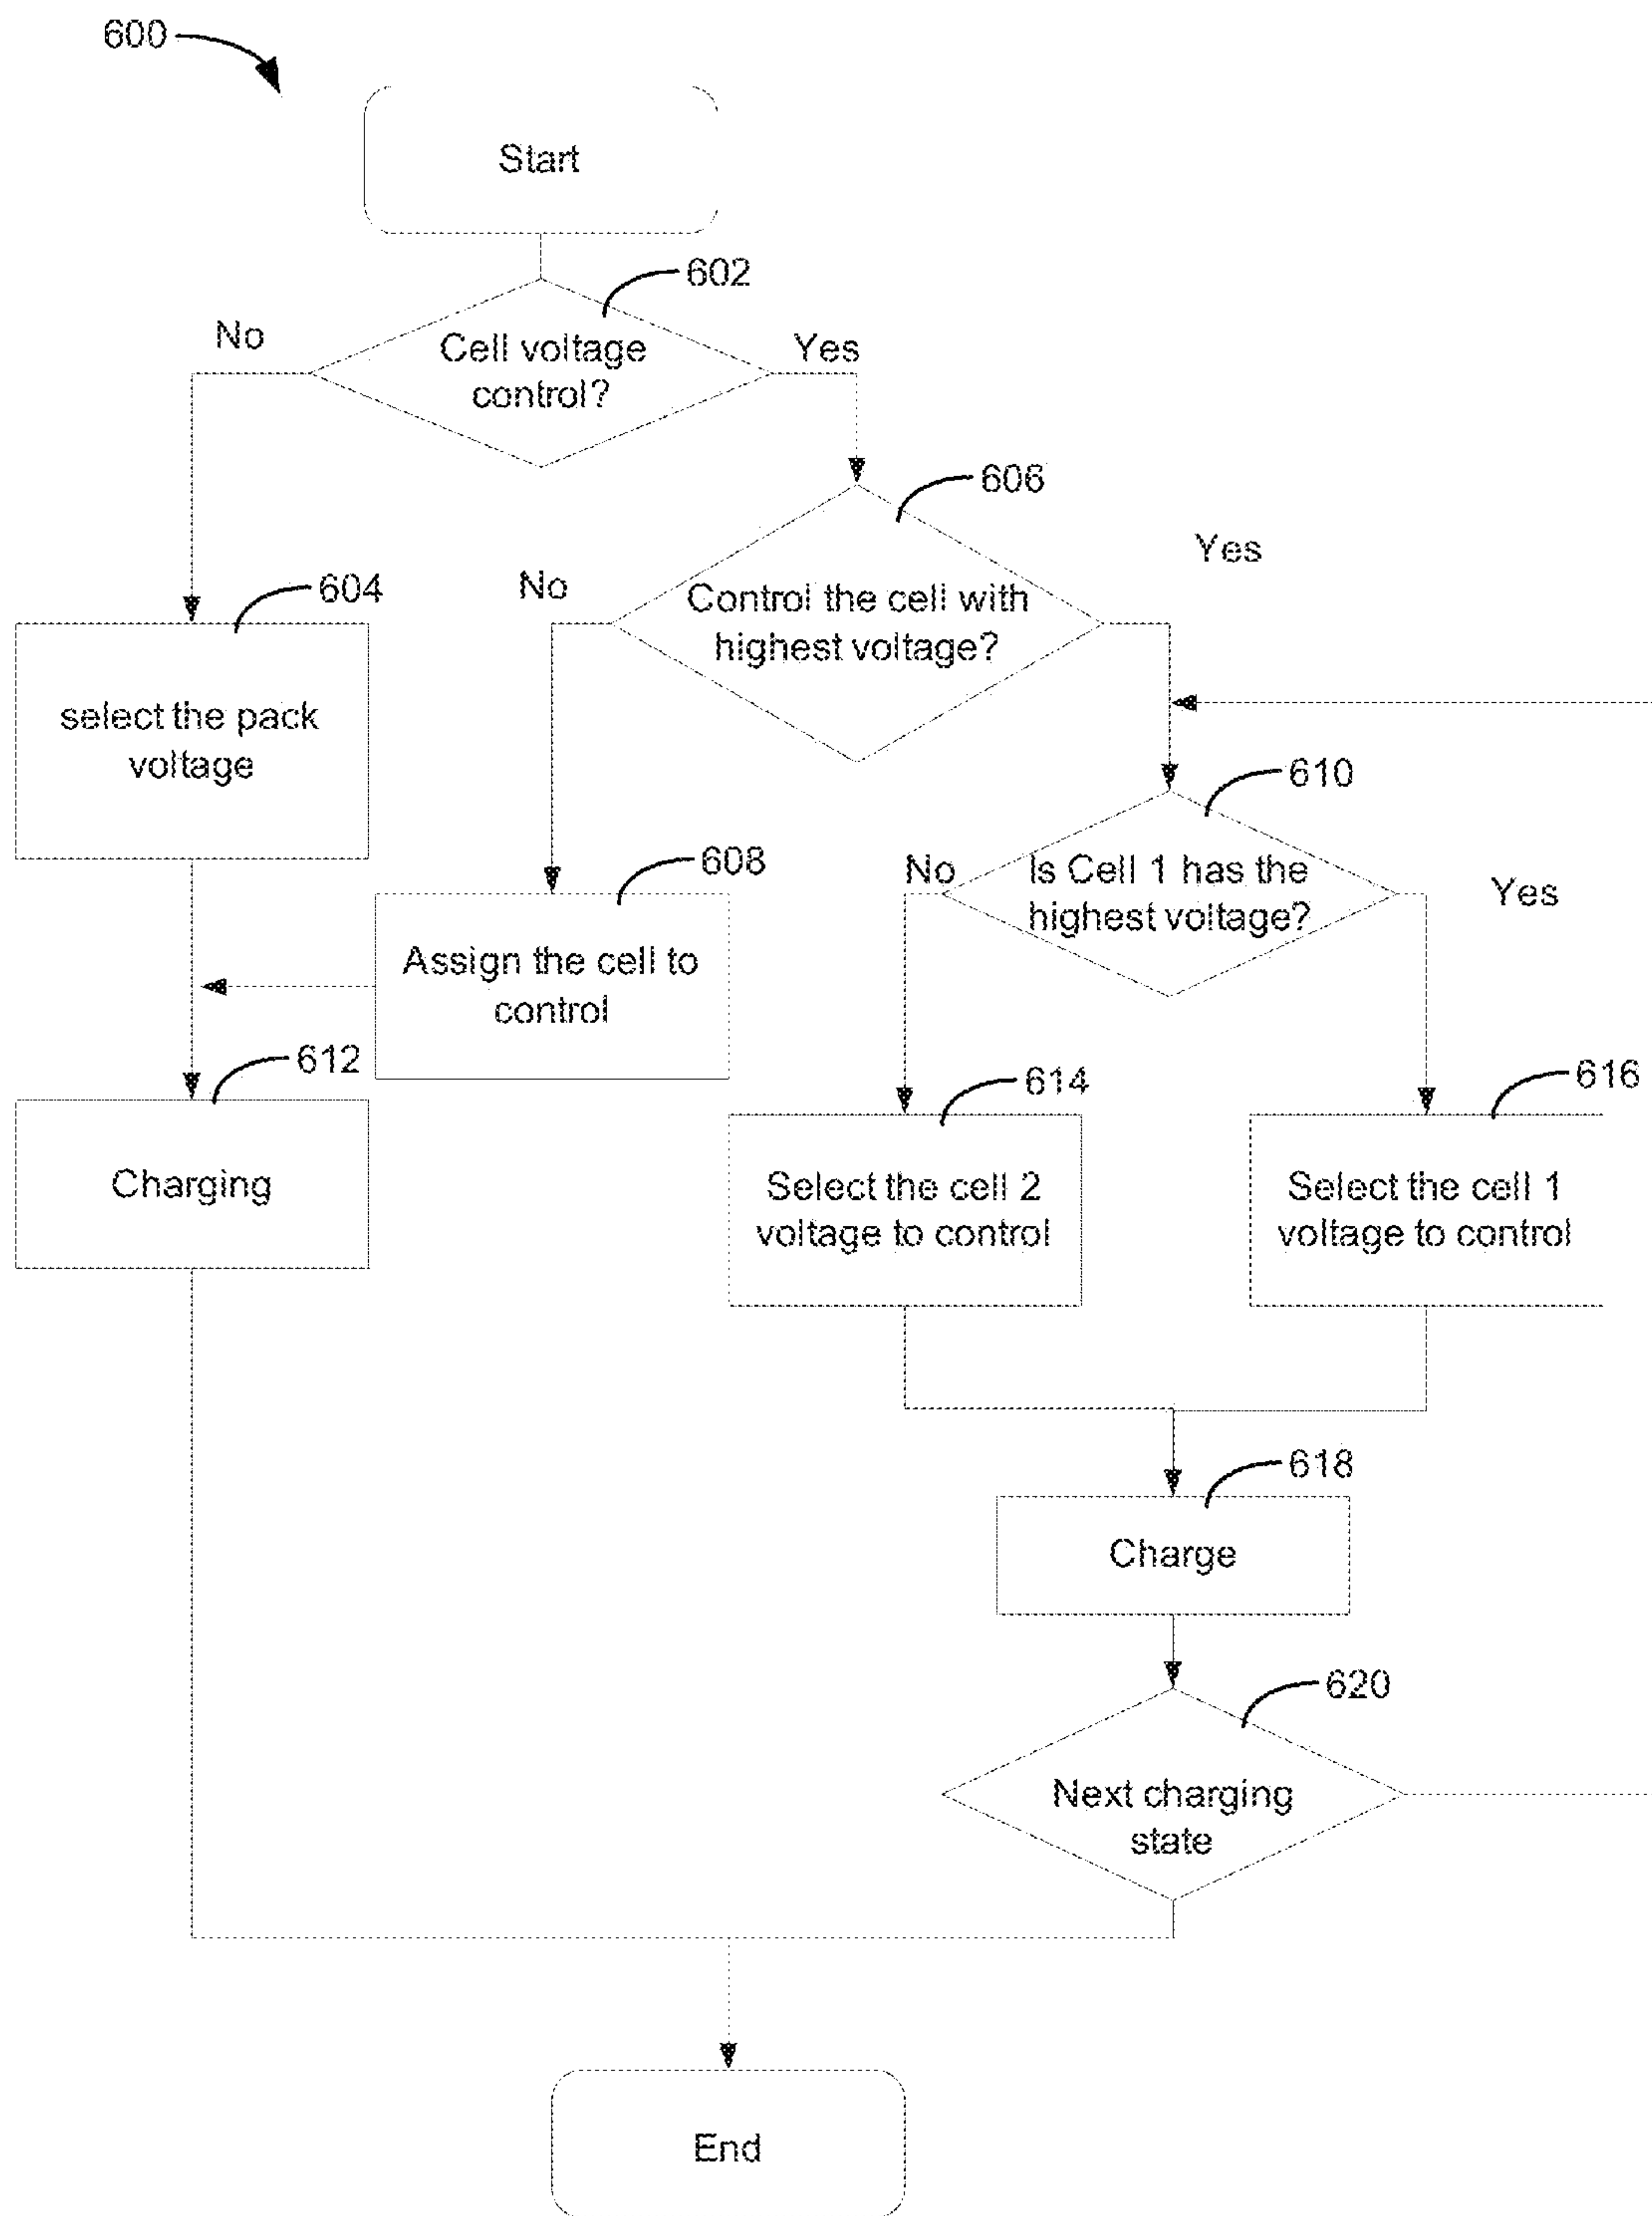 600
Start
602
No
Cell voltage
control?
Yes
606
Yes
No
Control the cell with
highest voltage?
604
select the pack
voltage
610
608
No
Is Cell 1 has the
highest voltage?
Yes
Assign the cell to
control
612
614
616
Charging
Select the cell 2
voltage to control
Select the cell 1
voltage to control
618
Charge
620
Next charging
state
End